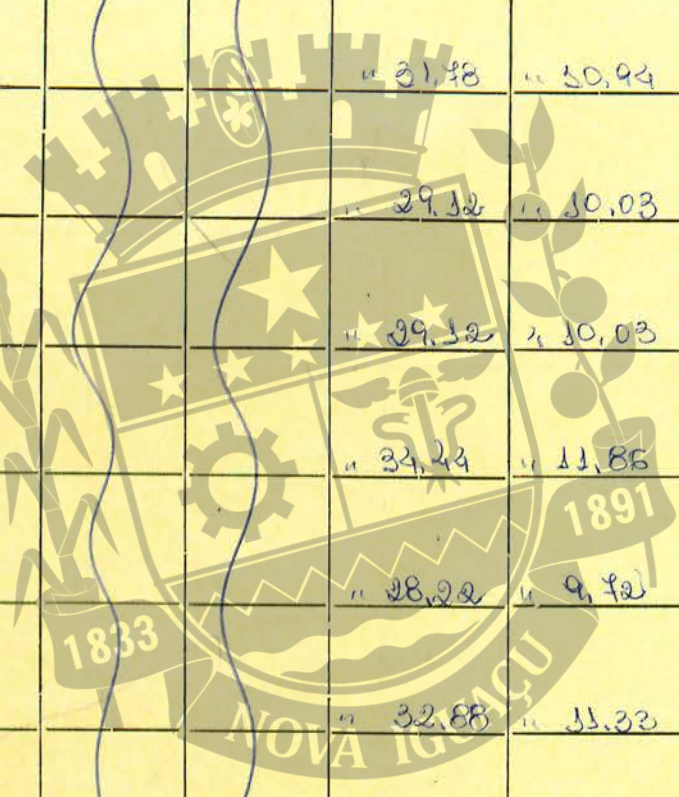 " 31,78 " 10,94
" 29,12 " 10,03
" 29,12 " 10,03
" 34,44 " 11,86
1891
" 28,22 " 9,72
1833
" 32,88 " 11,33
NOVA IGUAÇU